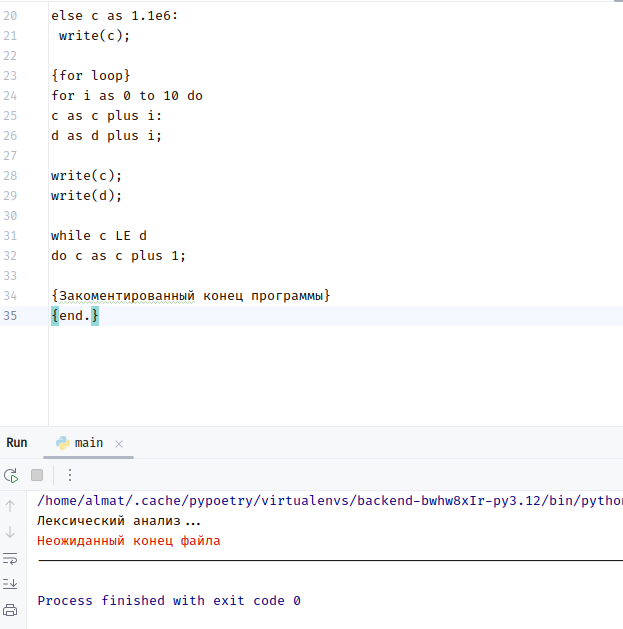 20 else c as 1.1e6:
21  write(c);
22
23 {for loop}
24 for i as 0 to 10 do
25 c as c plus i:
26 d as d plus i;
27
28 write(c);
29 write(d);
30
31 while c LE d
32 do c as c plus 1;
33
34 {Закоментированный конец программы}
35 {end.}
Run main
/home/almat/.cache/pypoetry/virtualenvs/backend-bwhw8xIr-py3.12/bin/python
Лексический анализ...
Неожиданный конец файла
Process finished with exit code 0